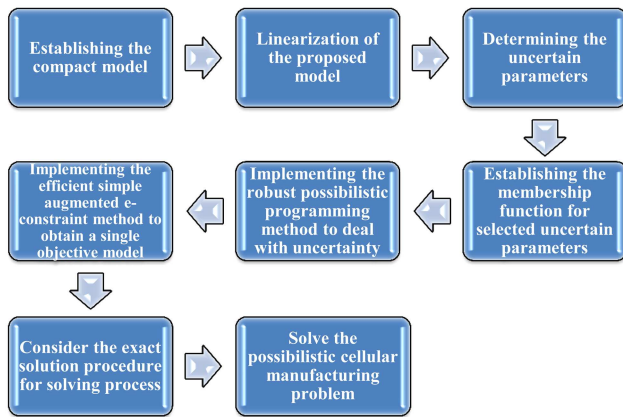 Establishing the
compact model
Linearization of
the proposed model
Determining the
uncertain
parameters
Establishing the
membership
function for
selected uncertain
parameters
Implementing the
robust possibilistic
programming
method to deal
with uncertainty
Implementing the
efficient simple
augmented e-
constraint method to
obtain a single
objective model
Consider the exact
solution procedure
for solving process
Solve the
possibilistic cellular
manufacturing
problem